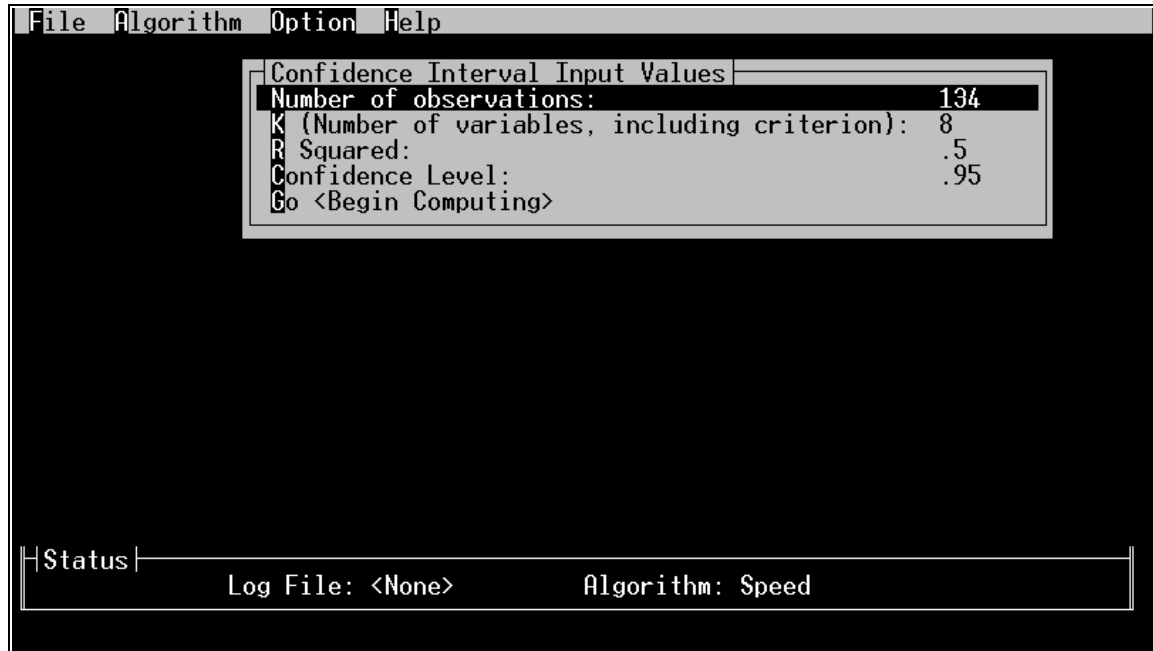 File Algorithm Option Help
Confidence Interval Input Values
Number of observations: 134
K (Number of variables, including criterion): 8
R Squared: .5
Confidence Level: .95
Go <Begin Computing>
Status
Log File: <None> Algorithm: Speed